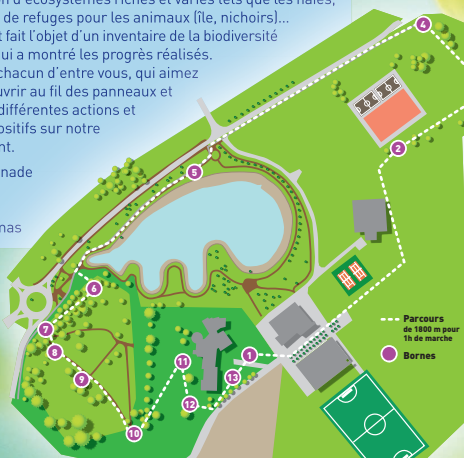 n d'écosystèmes riches et variés tels que les haies,
de refuges pour les animaux (île, nichoirs)...
t fait l'objet d'un inventaire de la biodiversité
ui a montré les progrès réalisés.
chacun d'entre vous, qui aimez
uvrir au fil des panneaux et
différentes actions et
ositifs sur notre
nt.
nade
mas
4
2
5
6
7
8
9
10
11
12
13
1
Parcours
de 1800 m pour
1h de marche
Bornes